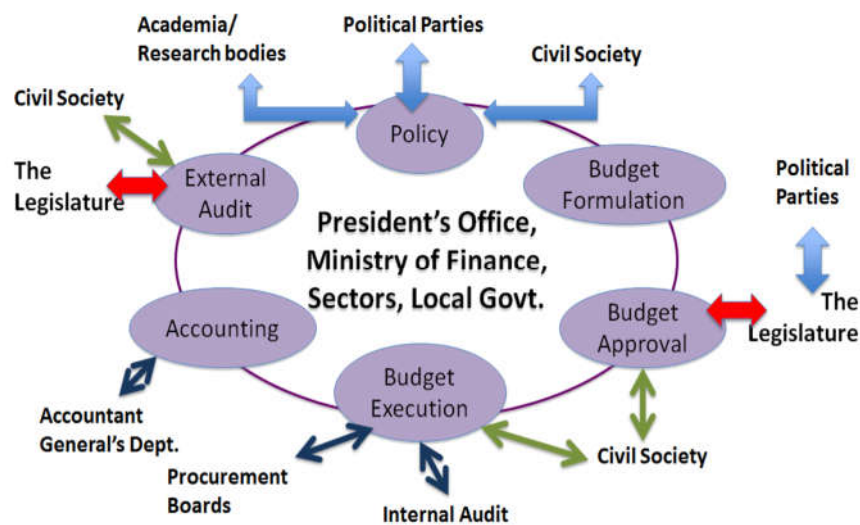 Academia/
Research bodies
Political Parties
Civil Society
Civil Society
Policy
The
Legislature
External
Audit
Budget
Formulation
Political
Parties
President's Office,
Ministry of Finance,
Sectors, Local Govt.
Accounting
Budget
Approval
The
Legislature
Budget
Execution
Accountant
General's Dept.
Procurement
Boards
Internal Audit
Civil Society